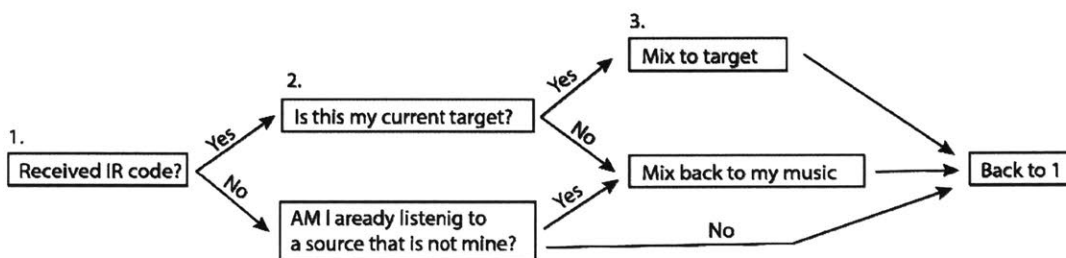 1.
Received IR code?
Yes
No
2.
Is this my current target?
AM I aready listenig to
a source that is not mine?
Yes
No
Yes
No
3.
Mix to target
Mix back to my music
Back to 1